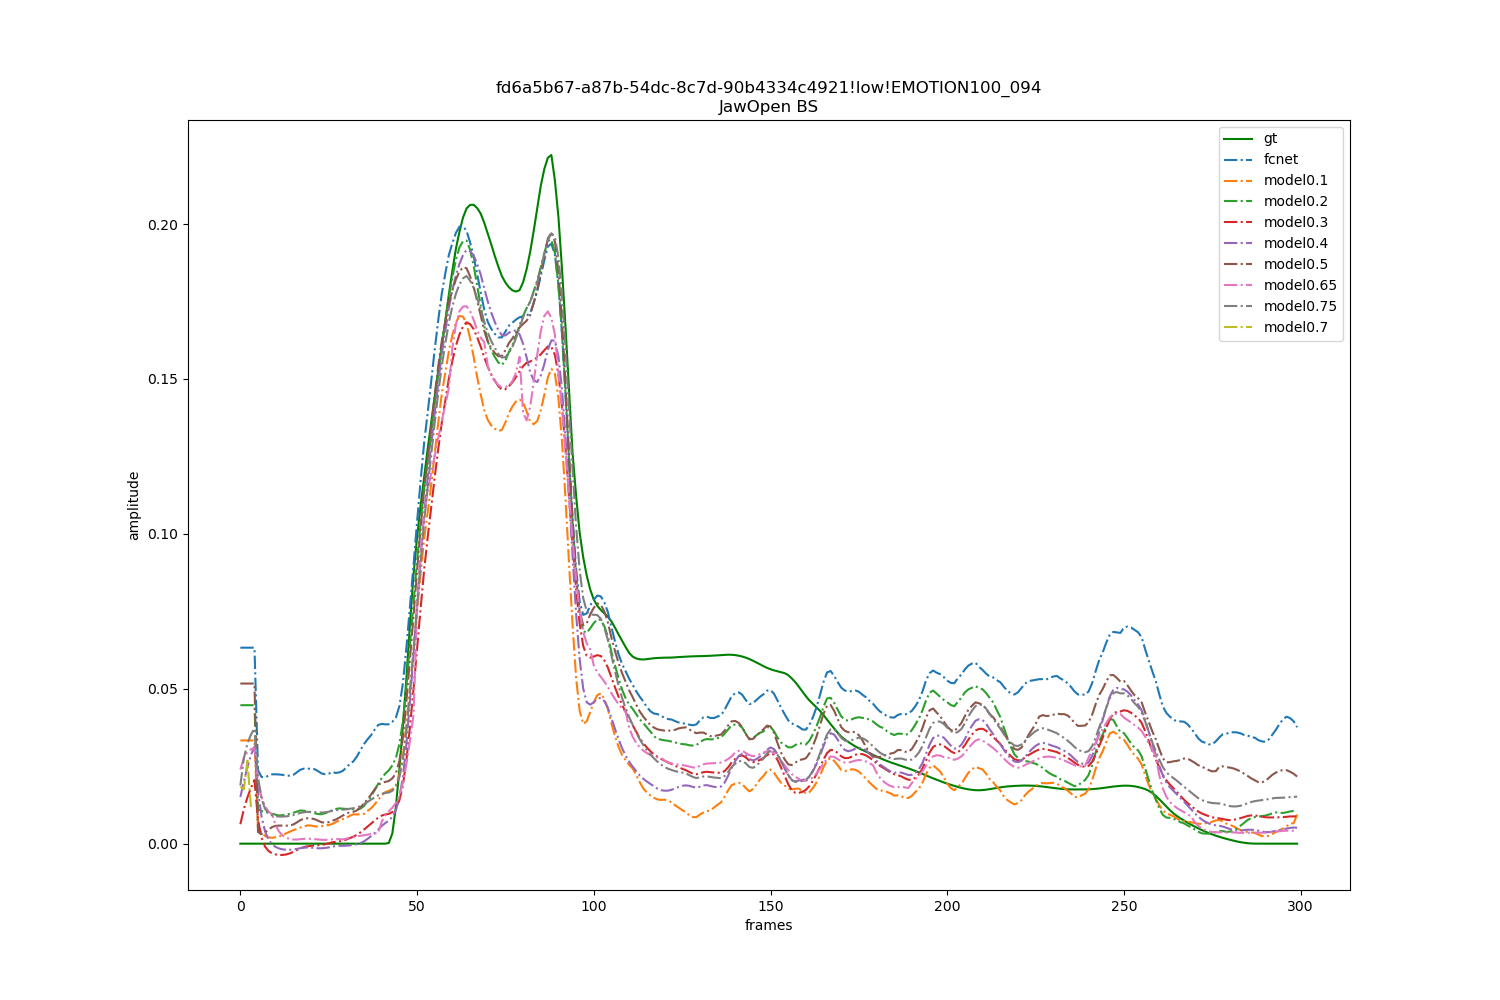 fd6a5b67-a87b-54dc-8c7d-90b4334c4921!low!EMOTION100_094
JawOpen BS
gt
fcnet
model0.1
model0.2
model0.3
model0.4
model0.5
model0.65
model0.75
model0.7
0.20
0.15
0.10
0.05
0.00
amplitude
0
50
100
150
200
250
300
frames